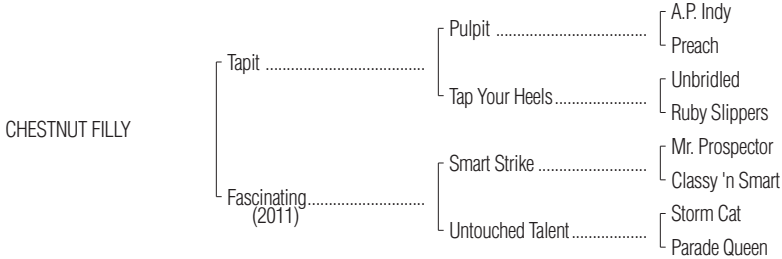 A.P. Indy
Pulpit ....................................
Preach
Tapit ......................................
Unbridled
Tap Your Heels......................
Ruby Slippers
CHESTNUT FILLY
Mr. Prospector
Smart Strike ..........................
Classy 'n Smart
Fascinating............................
(2011)
Storm Cat
Untouched Talent..................
Parade Queen